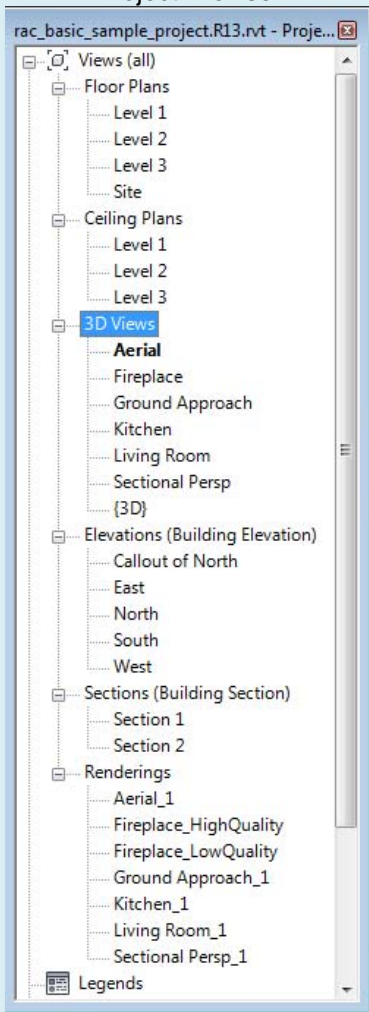 rac_basic_sample_project.R13.rvt - Proje...
Views (all)
Floor Plans
Level 1
Level 2
Level 3
Site
Ceiling Plans
Level 1
Level 2
Level 3
3D Views
Aerial
Fireplace
Ground Approach
Kitchen
Living Room
Sectional Persp
{3D}
Elevations (Building Elevation)
Callout of North
East
North
South
West
Sections (Building Section)
Section 1
Section 2
Renderings
Aerial_1
Fireplace_HighQuality
Fireplace_LowQuality
Ground Approach_1
Kitchen_1
Living Room_1
Sectional Persp_1
Legends